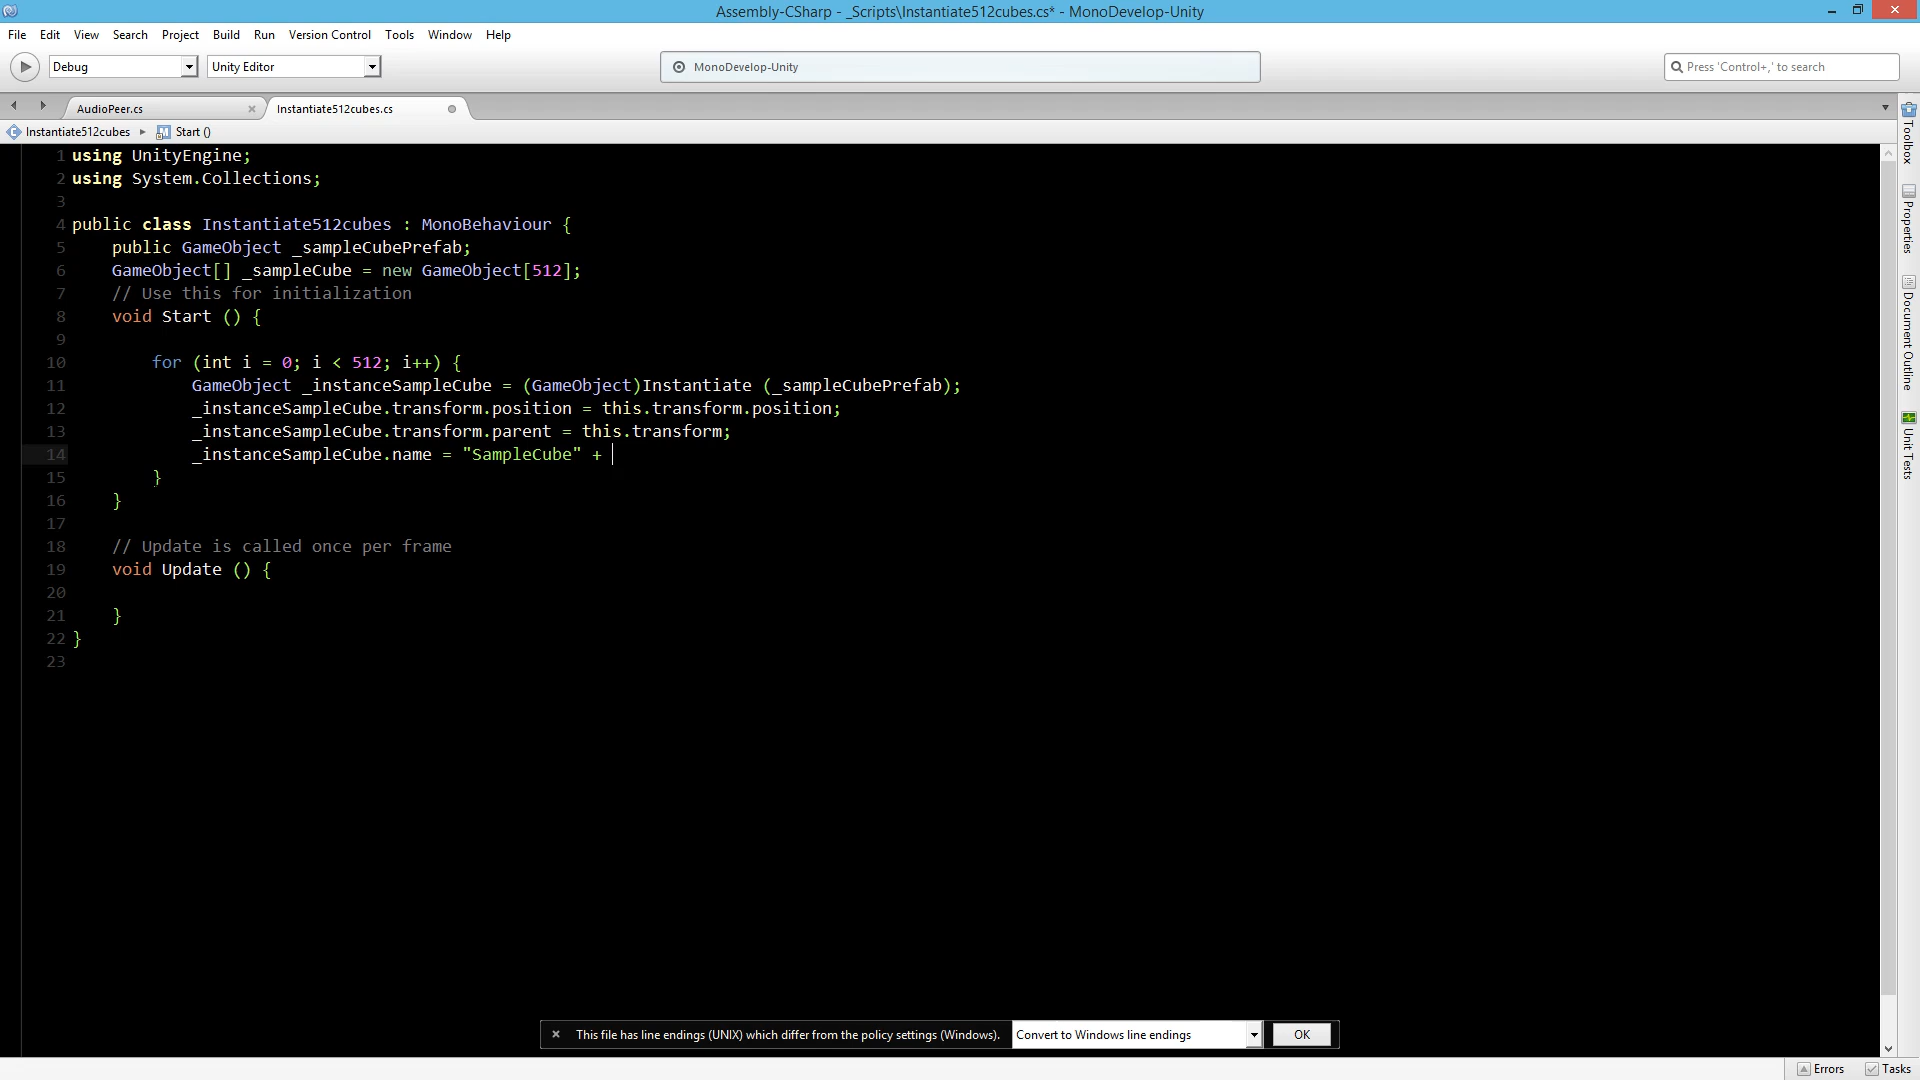 Assembly-CSharp - _Scripts\Instantiate512cubes.cs* - MonoDevelop-Unity
File Edit View Search Project Build Run Version Control Tools Window Help
Debug Unity Editor MonoDevelop-Unity Press 'Control+,' to search
AudioPeer.cs Instantiate512cubes.cs
Instantiate512cubes Start ()
1 using UnityEngine;
2 using System.Collections;
3
4 public class Instantiate512cubes : MonoBehaviour {
5 public GameObject _sampleCubePrefab;
6 GameObject[] _sampleCube = new GameObject[512];
7 // Use this for initialization
8 void Start () {
9
10 for (int i = 0; i < 512; i++) {
11 GameObject _instanceSampleCube = (GameObject)Instantiate (_sampleCubePrefab);
12 _instanceSampleCube.transform.position = this.transform.position;
13 _instanceSampleCube.transform.parent = this.transform;
14 _instanceSampleCube.name = "SampleCube" +
15 }
16 }
17
18 // Update is called once per frame
19 void Update () {
20
21 }
22 }
23
Toolbox
Properties
Document Outline
Unit Tests
This file has line endings (UNIX) which differ from the policy settings (Windows). Convert to Windows line endings OK
Errors Tasks